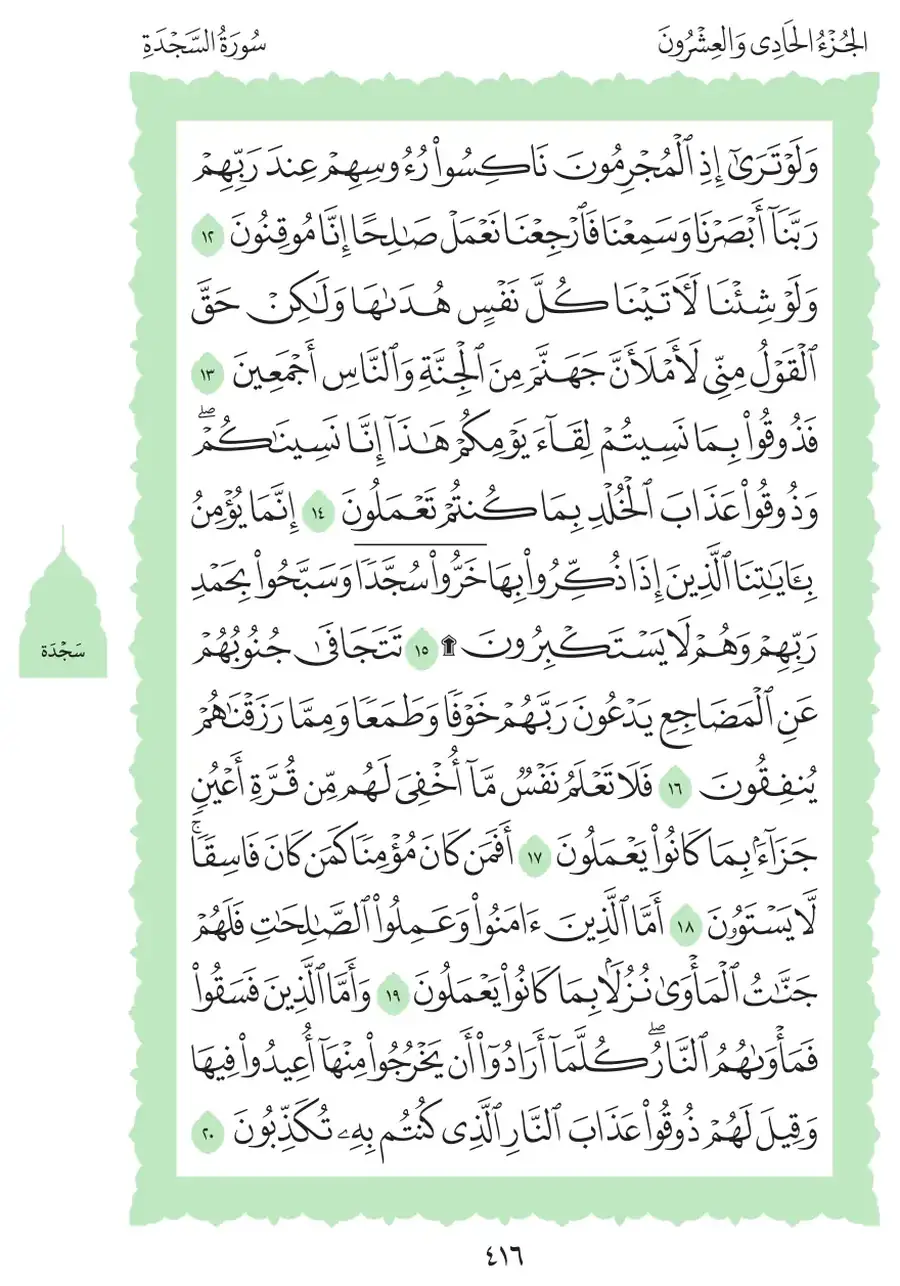 الجُزْءُ الحَادِى وَالعِشْرُونَ
سُورَةُ السَّجْدَةِ
وَلَوْ تَرَىٰٓ إِذِ ٱلْمُجْرِمُونَ نَاكِسُوا۟ رُءُوسِهِمْ عِندَ رَبِّهِمْ
رَبَّنَآ أَبْصَرْنَا وَسَمِعْنَا فَٱرْجِعْنَا نَعْمَلْ صَـٰلِحًا إِنَّا مُوقِنُونَ ١٢
وَلَوْ شِئْنَا لَـَٔاتَيْنَا كُلَّ نَفْسٍ هُدَىٰهَا وَلَـٰكِنْ حَقَّ
ٱلْقَوْلُ مِنِّى لَأَمْلَأَنَّ جَهَنَّمَ مِنَ ٱلْجِنَّةِ وَٱلنَّاسِ أَجْمَعِينَ ١٣
فَذُوقُوا۟ بِمَا نَسِيتُمْ لِقَآءَ يَوْمِكُمْ هَـٰذَآ إِنَّا نَسِينَـٰكُمْ ۖ
وَذُوقُوا۟ عَذَابَ ٱلْخُلْدِ بِمَا كُنتُمْ تَعْمَلُونَ ١٤ إِنَّمَا يُؤْمِنُ
بِـَٔايَـٰتِنَا ٱلَّذِينَ إِذَا ذُكِّرُوا۟ بِهَا خَرُّوا۟ سُجَّدًا وَسَبَّحُوا۟ بِحَمْدِ
رَبِّهِمْ وَهُمْ لَا يَسْتَكْبِرُونَ ۩ ١٥ تَتَجَافَىٰ جُنُوبُهُمْ
سَجْدَة
عَنِ ٱلْمَضَاجِعِ يَدْعُونَ رَبَّهُمْ خَوْفًا وَطَمَعًا وَمِمَّا رَزَقْنَـٰهُمْ
يُنفِقُونَ ١٦ فَلَا تَعْلَمُ نَفْسٌ مَّآ أُخْفِىَ لَهُم مِّن قُرَّةِ أَعْيُنٍ
جَزَآءًۢ بِمَا كَانُوا۟ يَعْمَلُونَ ١٧ أَفَمَن كَانَ مُؤْمِنًا كَمَن كَانَ فَاسِقًا ۚ
لَّا يَسْتَوُۥنَ ١٨ أَمَّا ٱلَّذِينَ ءَامَنُوا۟ وَعَمِلُوا۟ ٱلصَّـٰلِحَـٰتِ فَلَهُمْ
جَنَّـٰتُ ٱلْمَأْوَىٰ نُزُلًۢا بِمَا كَانُوا۟ يَعْمَلُونَ ١٩ وَأَمَّا ٱلَّذِينَ فَسَقُوا۟
فَمَأْوَىٰهُمُ ٱلنَّارُ ۖ كُلَّمَآ أَرَادُوٓا۟ أَن يَخْرُجُوا۟ مِنْهَآ أُعِيدُوا۟ فِيهَا
وَقِيلَ لَهُمْ ذُوقُوا۟ عَذَابَ ٱلنَّارِ ٱلَّذِى كُنتُم بِهِۦ تُكَذِّبُونَ ٢٠
٤١٦